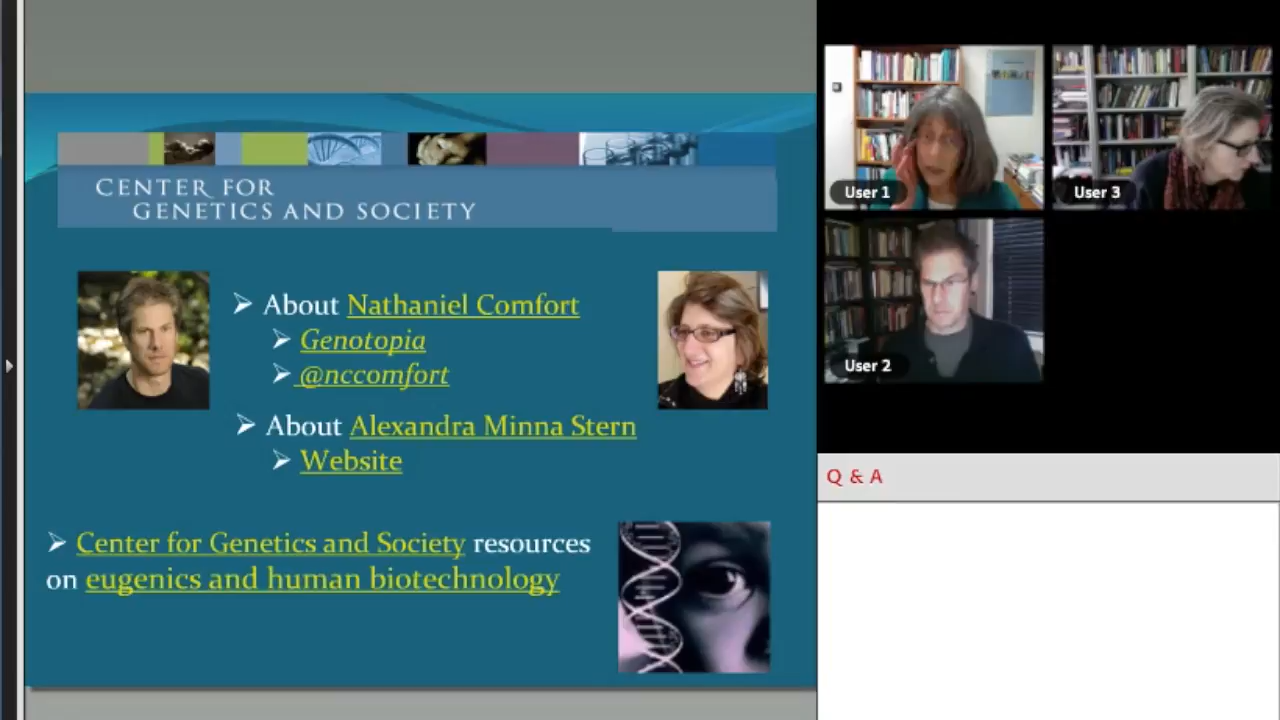 CENTER FOR
GENETICS AND SOCIETY
About Nathaniel Comfort
Genotopia
@nccomfort
About Alexandra Minna Stern
Website
Center for Genetics and Society resources
on eugenics and human biotechnology
User 1
User 3
User 2
Q & A